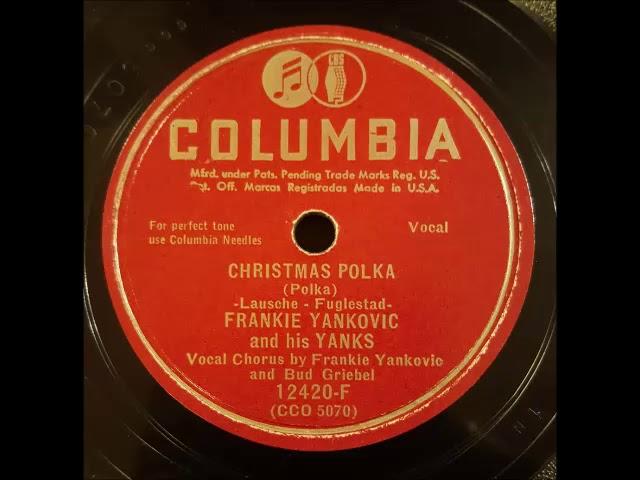 CBS
COLUMBIA
Mfrd. under Pats. Pending Trade Marks Reg. U.S.
Pat. Off. Marcas Registradas Made in U.S.A.
For perfect tone
use Columbia Needles
Vocal
CHRISTMAS POLKA
(Polka)
-Lausche - Fuglestad-
FRANKIE YANKOVIC
and his YANKS
Vocal Chorus by Frankie Yankovic
and Bud Griebel
12420-F
(CCO 5070)